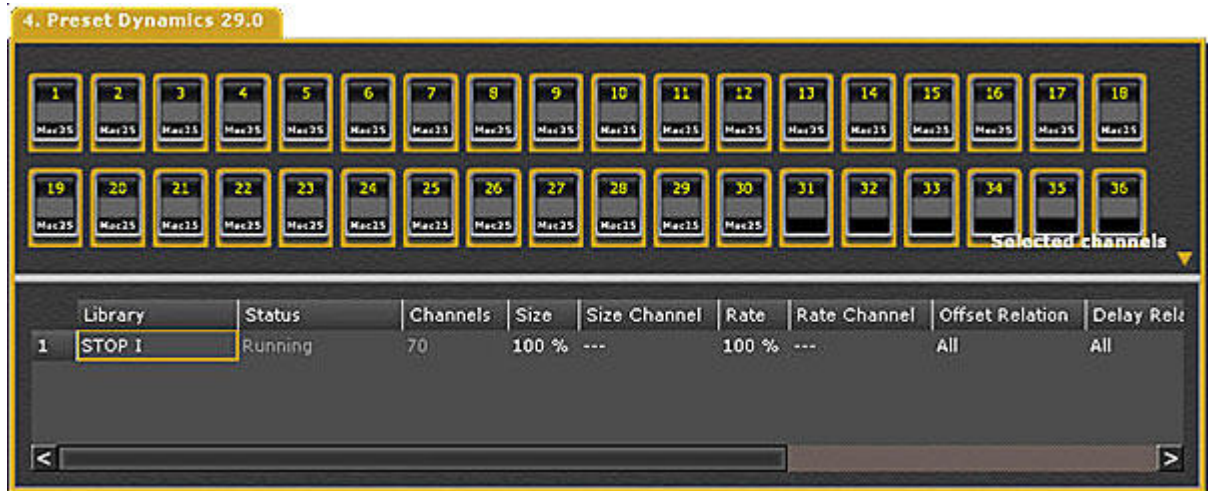 4. Preset Dynamics 29.0
1 2 3 4 5 6 7 8 9 10 11 12 13 14 15 16 17 18
Mac25 Mac25 Mac25 Mac25 Mac25 Mac25 Mac25 Mac25 Mac25 Mac25 Mac25 Mac25 Mac25 Mac25 Mac25 Mac25 Mac25 Mac25
19 20 21 22 23 24 25 26 27 28 29 30 31 32 33 34 35 36
Mac25 Mac25 Mac25 Mac25 Mac25 Mac25 Mac25 Mac25 Mac25 Mac25 Mac25 Mac25
Selected channels
Library Status Channels Size Size Channel Rate Rate Channel Offset Relation Delay Rela
1 STOP I Running 70 100 % --- 100 % --- All All
< >